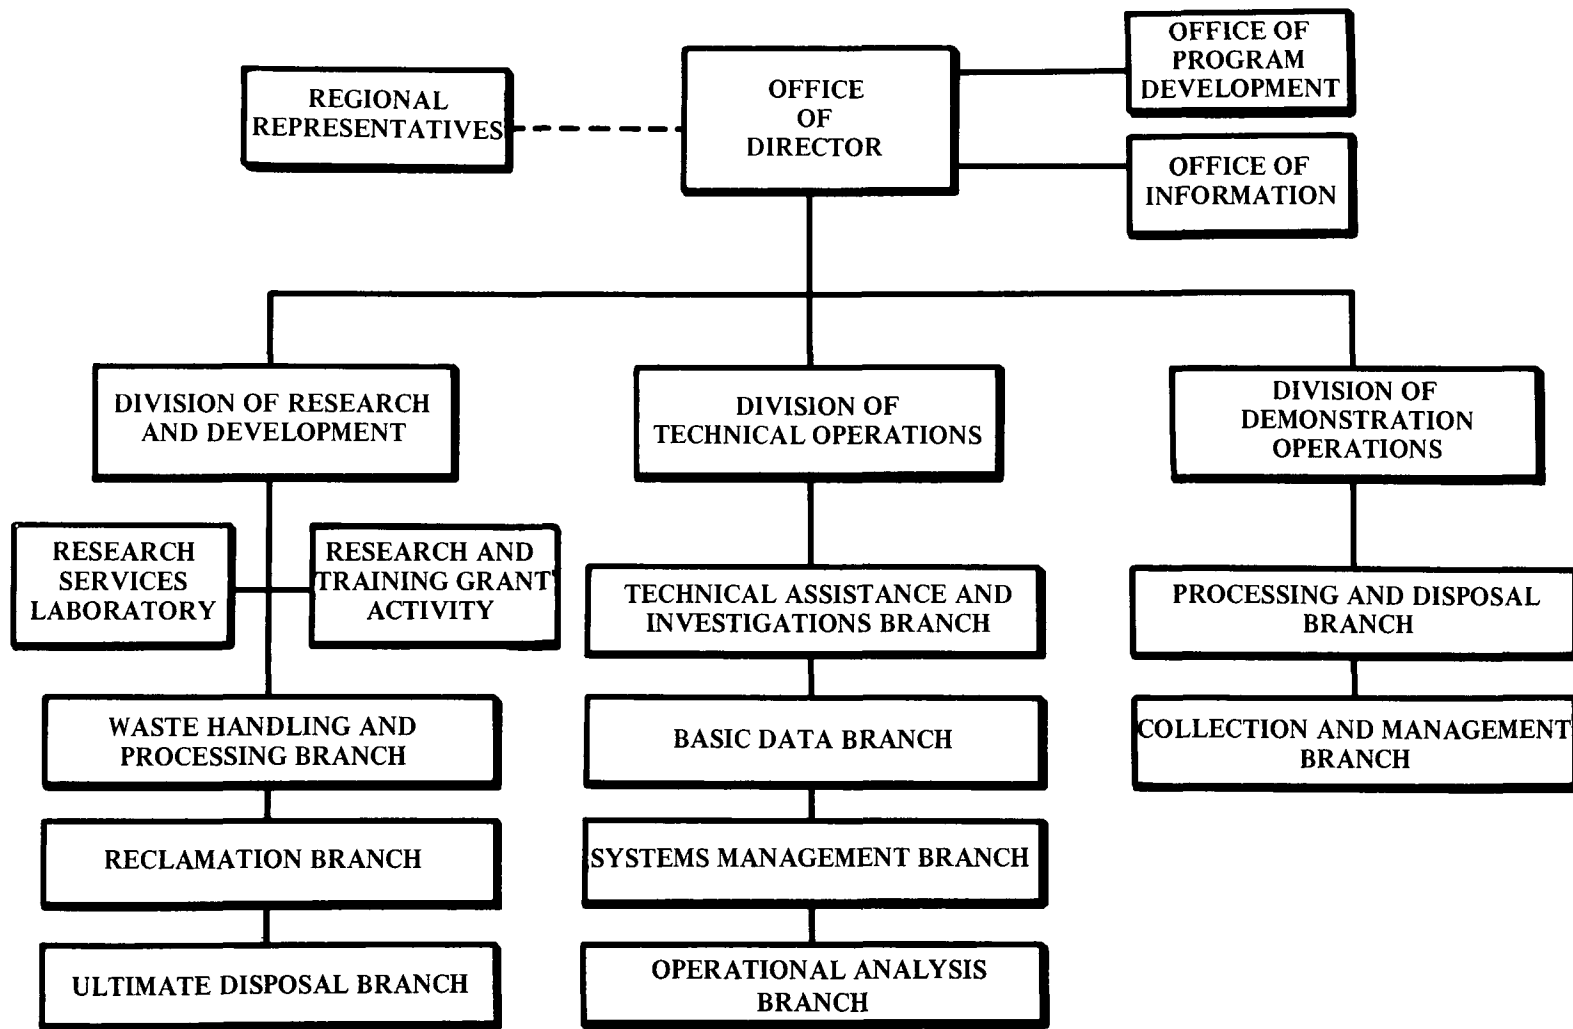 OFFICE OF
PROGRAM
DEVELOPMENT
REGIONAL
REPRESENTATIVES
OFFICE
OF
DIRECTOR
OFFICE OF
INFORMATION
DIVISION OF RESEARCH
AND DEVELOPMENT
DIVISION OF
TECHNICAL OPERATIONS
DIVISION OF
DEMONSTRATION
OPERATIONS
RESEARCH
SERVICES
LABORATORY
RESEARCH AND
TRAINING GRANT
ACTIVITY
TECHNICAL ASSISTANCE AND
INVESTIGATIONS BRANCH
PROCESSING AND DISPOSAL
BRANCH
WASTE HANDLING AND
PROCESSING BRANCH
BASIC DATA BRANCH
COLLECTION AND MANAGEMENT
BRANCH
RECLAMATION BRANCH
SYSTEMS MANAGEMENT BRANCH
ULTIMATE DISPOSAL BRANCH
OPERATIONAL ANALYSIS
BRANCH